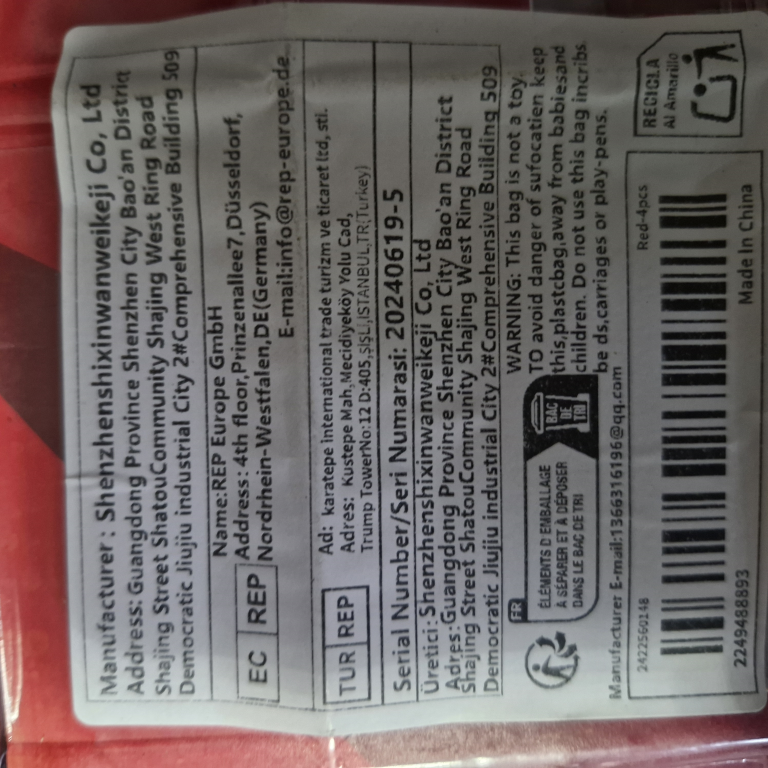 Manufacturer: Shenzhenshixinwanweikeji Co, Ltd
Address: Guangdong Province Shenzhen City Bao'an District
Shajing Street ShatouCommunity Shajing West Ring Road
Democratic Jiujiu industrial City 2#Comprehensive Building 509
EC REP
Name:REP Europe GmbH
Address: 4th floor,Prinzenallee7,Düsseldorf,
Nordrhein-Westfalen,DE(Germany)
E-mail:info@rep-europe.de
TUR REP
Ad: karatepe international trade turizm ve ticaret ltd, sti.
Adres: Kustepe Mah,Mecidiyeköy Yolu Cad,
Trump TowerNo:12 D:405,ŞİŞLİ,İSTANBUL,TR(Turkey)
Serial Number/Seri Numarasi: 20240619-5
Üretici: Shenzhenshixinwanweikeji Co, Ltd
Adres: Guangdong Province Shenzhen City Bao'an District
Shajing Street ShatouCommunity Shajing West Ring Road
Democratic Jiujiu industrial City 2#Comprehensive Building 509
FR
ÉLÉMENTS D'EMBALLAGE
À SÉPARER ET À DÉPOSER
DANS LE BAC DE TRI
BAC
DE
TRI
WARNING: This bag is not a toy.
TO avoid danger of sufocatien keep
this,plastcbag,away from babiesand
children. Do not use this bag incribs
be ds,carriages or play-pens.
Manufacturer E-mail:1366316196@qq.com
RECICLA
Al Amarillo
2422560148
Red-4pcs
2249488893
Made In China